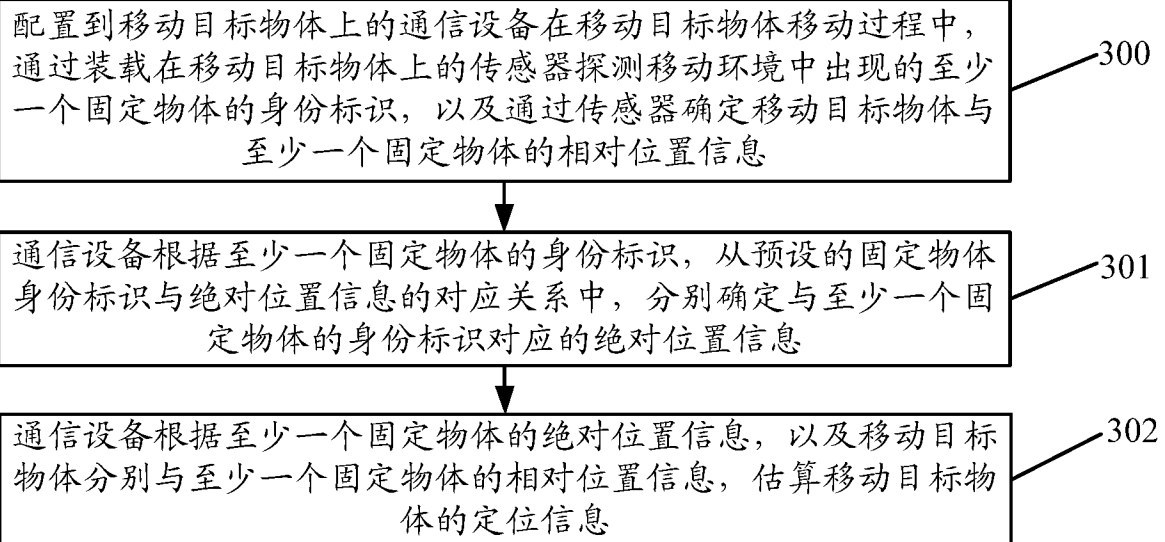 配置到移动目标物体上的通信设备在移动目标物体移动过程中，
通过装载在移动目标物体上的传感器探测移动环境中出现的至少
一个固定物体的身份标识，以及通过传感器确定移动目标物体与
至少一个固定物体的相对位置信息
300
通信设备根据至少一个固定物体的身份标识，从预设的固定物体
身份标识与绝对位置信息的对应关系中，分别确定与至少一个固
定物体的身份标识对应的绝对位置信息
301
通信设备根据至少一个固定物体的绝对位置信息，以及移动目标
物体分别与至少一个固定物体的相对位置信息，估算移动目标物
体的定位信息
302